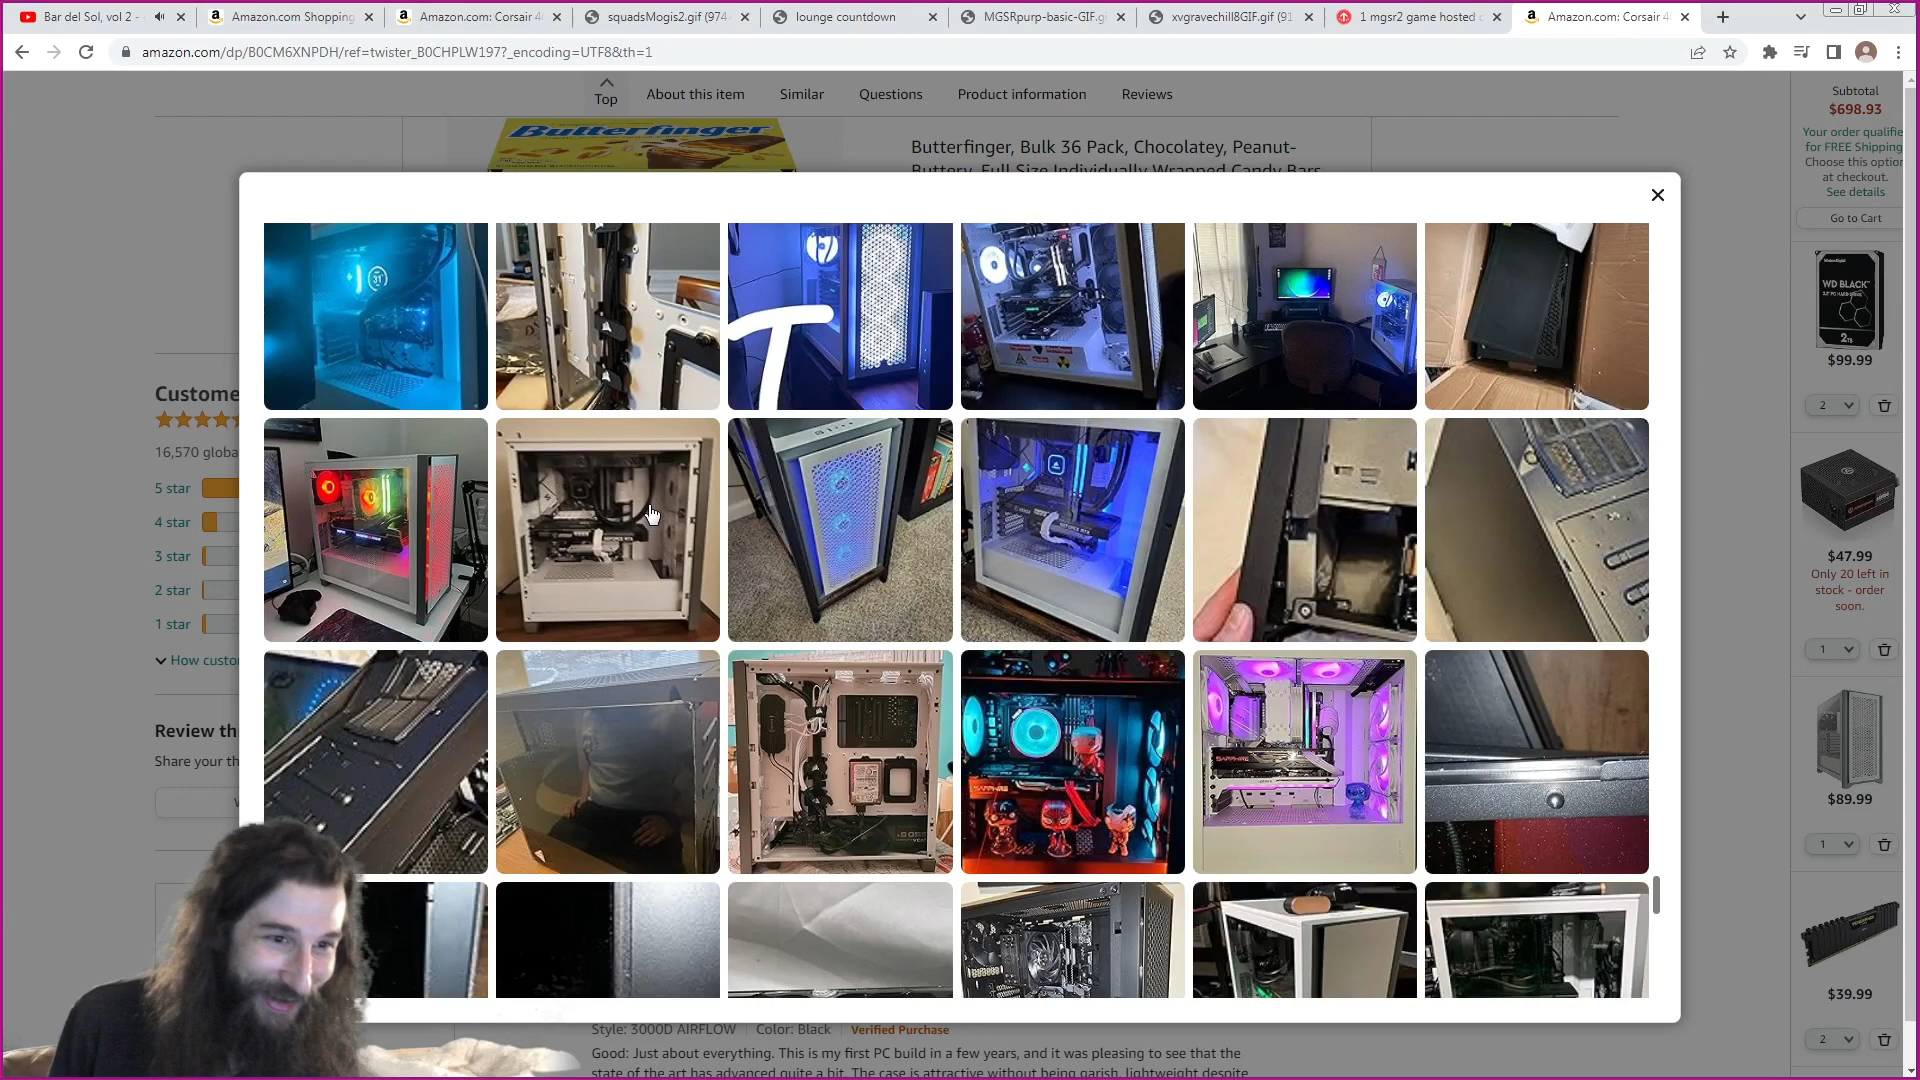 Bar del Sol, vol 2 -
Amazon.com Shopping
Amazon.com: Corsair 4
squadsMogis2.gif (974
lounge countdown
MGSRpurp-basic-GIF.g
xvgravechill8GIF.gif (91
1 mgsr2 game hosted
Amazon.com: Corsair 4
amazon.com/dp/B0CM6XNPDH/ref=twister_B0CHPLW197?_encoding=UTF8&th=1
Top
About this item
Similar
Questions
Product information
Reviews
Butterfinger
Butterfinger, Bulk 36 Pack, Chocolatey, Peanut-
Buttery, Full Size Individually Wrapped Candy Bars
Subtotal
$698.93
Your order qualifie
for FREE Shipping
Choose this option
at checkout.
See details
Go to Cart
WD BLACK
2TB
$99.99
2
$47.99
Only 20 left in
stock - order
soon.
1
$89.99
1
$39.99
2
Custome
16,570 globa
5 star
4 star
3 star
2 star
1 star
How custo
Review th
Share your th
31
SAPPHIRE
SAPPHIRE
Style: 3000D AIRFLOW
Color: Black
Verified Purchase
Good: Just about everything. This is my first PC build in a few years, and it was pleasing to see that the
state of the art has advanced quite a bit. The case is attractive without being garish, lightweight despite